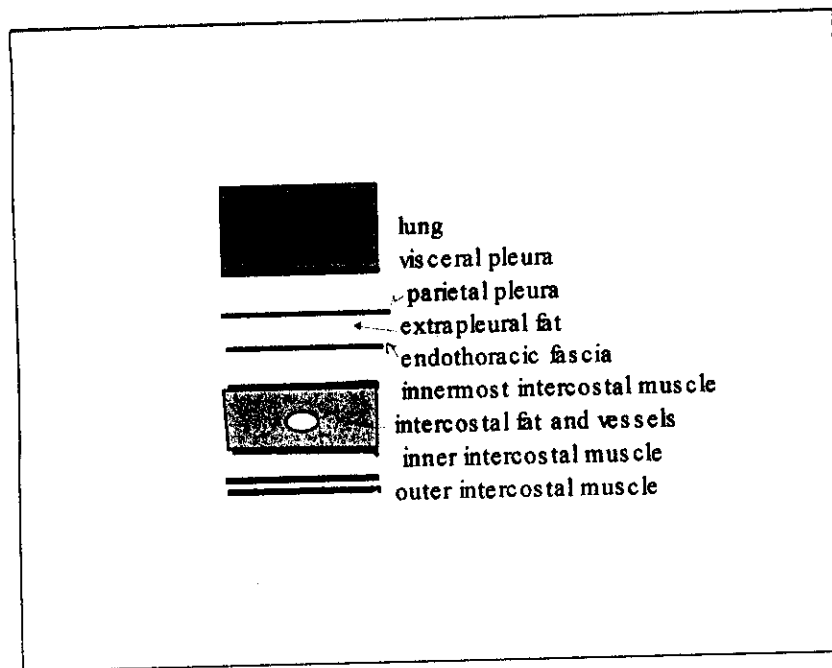 lung
visceral pleura
parietal pleura
extrapleural fat
endothoracic fascia
innermost intercostal muscle
intercostal fat and vessels
inner intercostal muscle
outer intercostal muscle